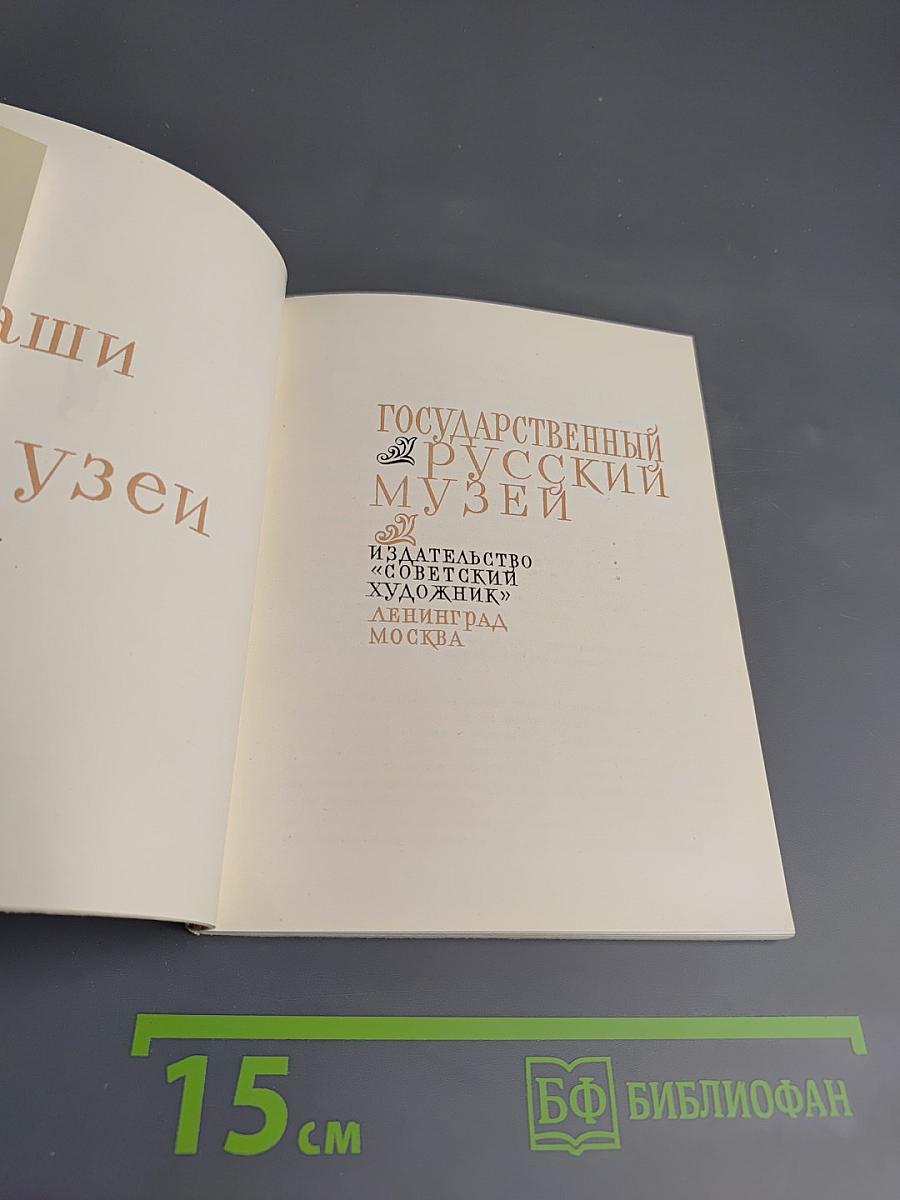 аши
узеи
ГОСУДАРСТВЕННЫЙ
РУССКИЙ
МУЗЕЙ
ИЗДАТЕЛЬСТВО
«СОВЕТСКИЙ
ХУДОЖНИК»
ЛЕНИНГРАД
МОСКВА
15 см
БФ БИБЛИОФАН